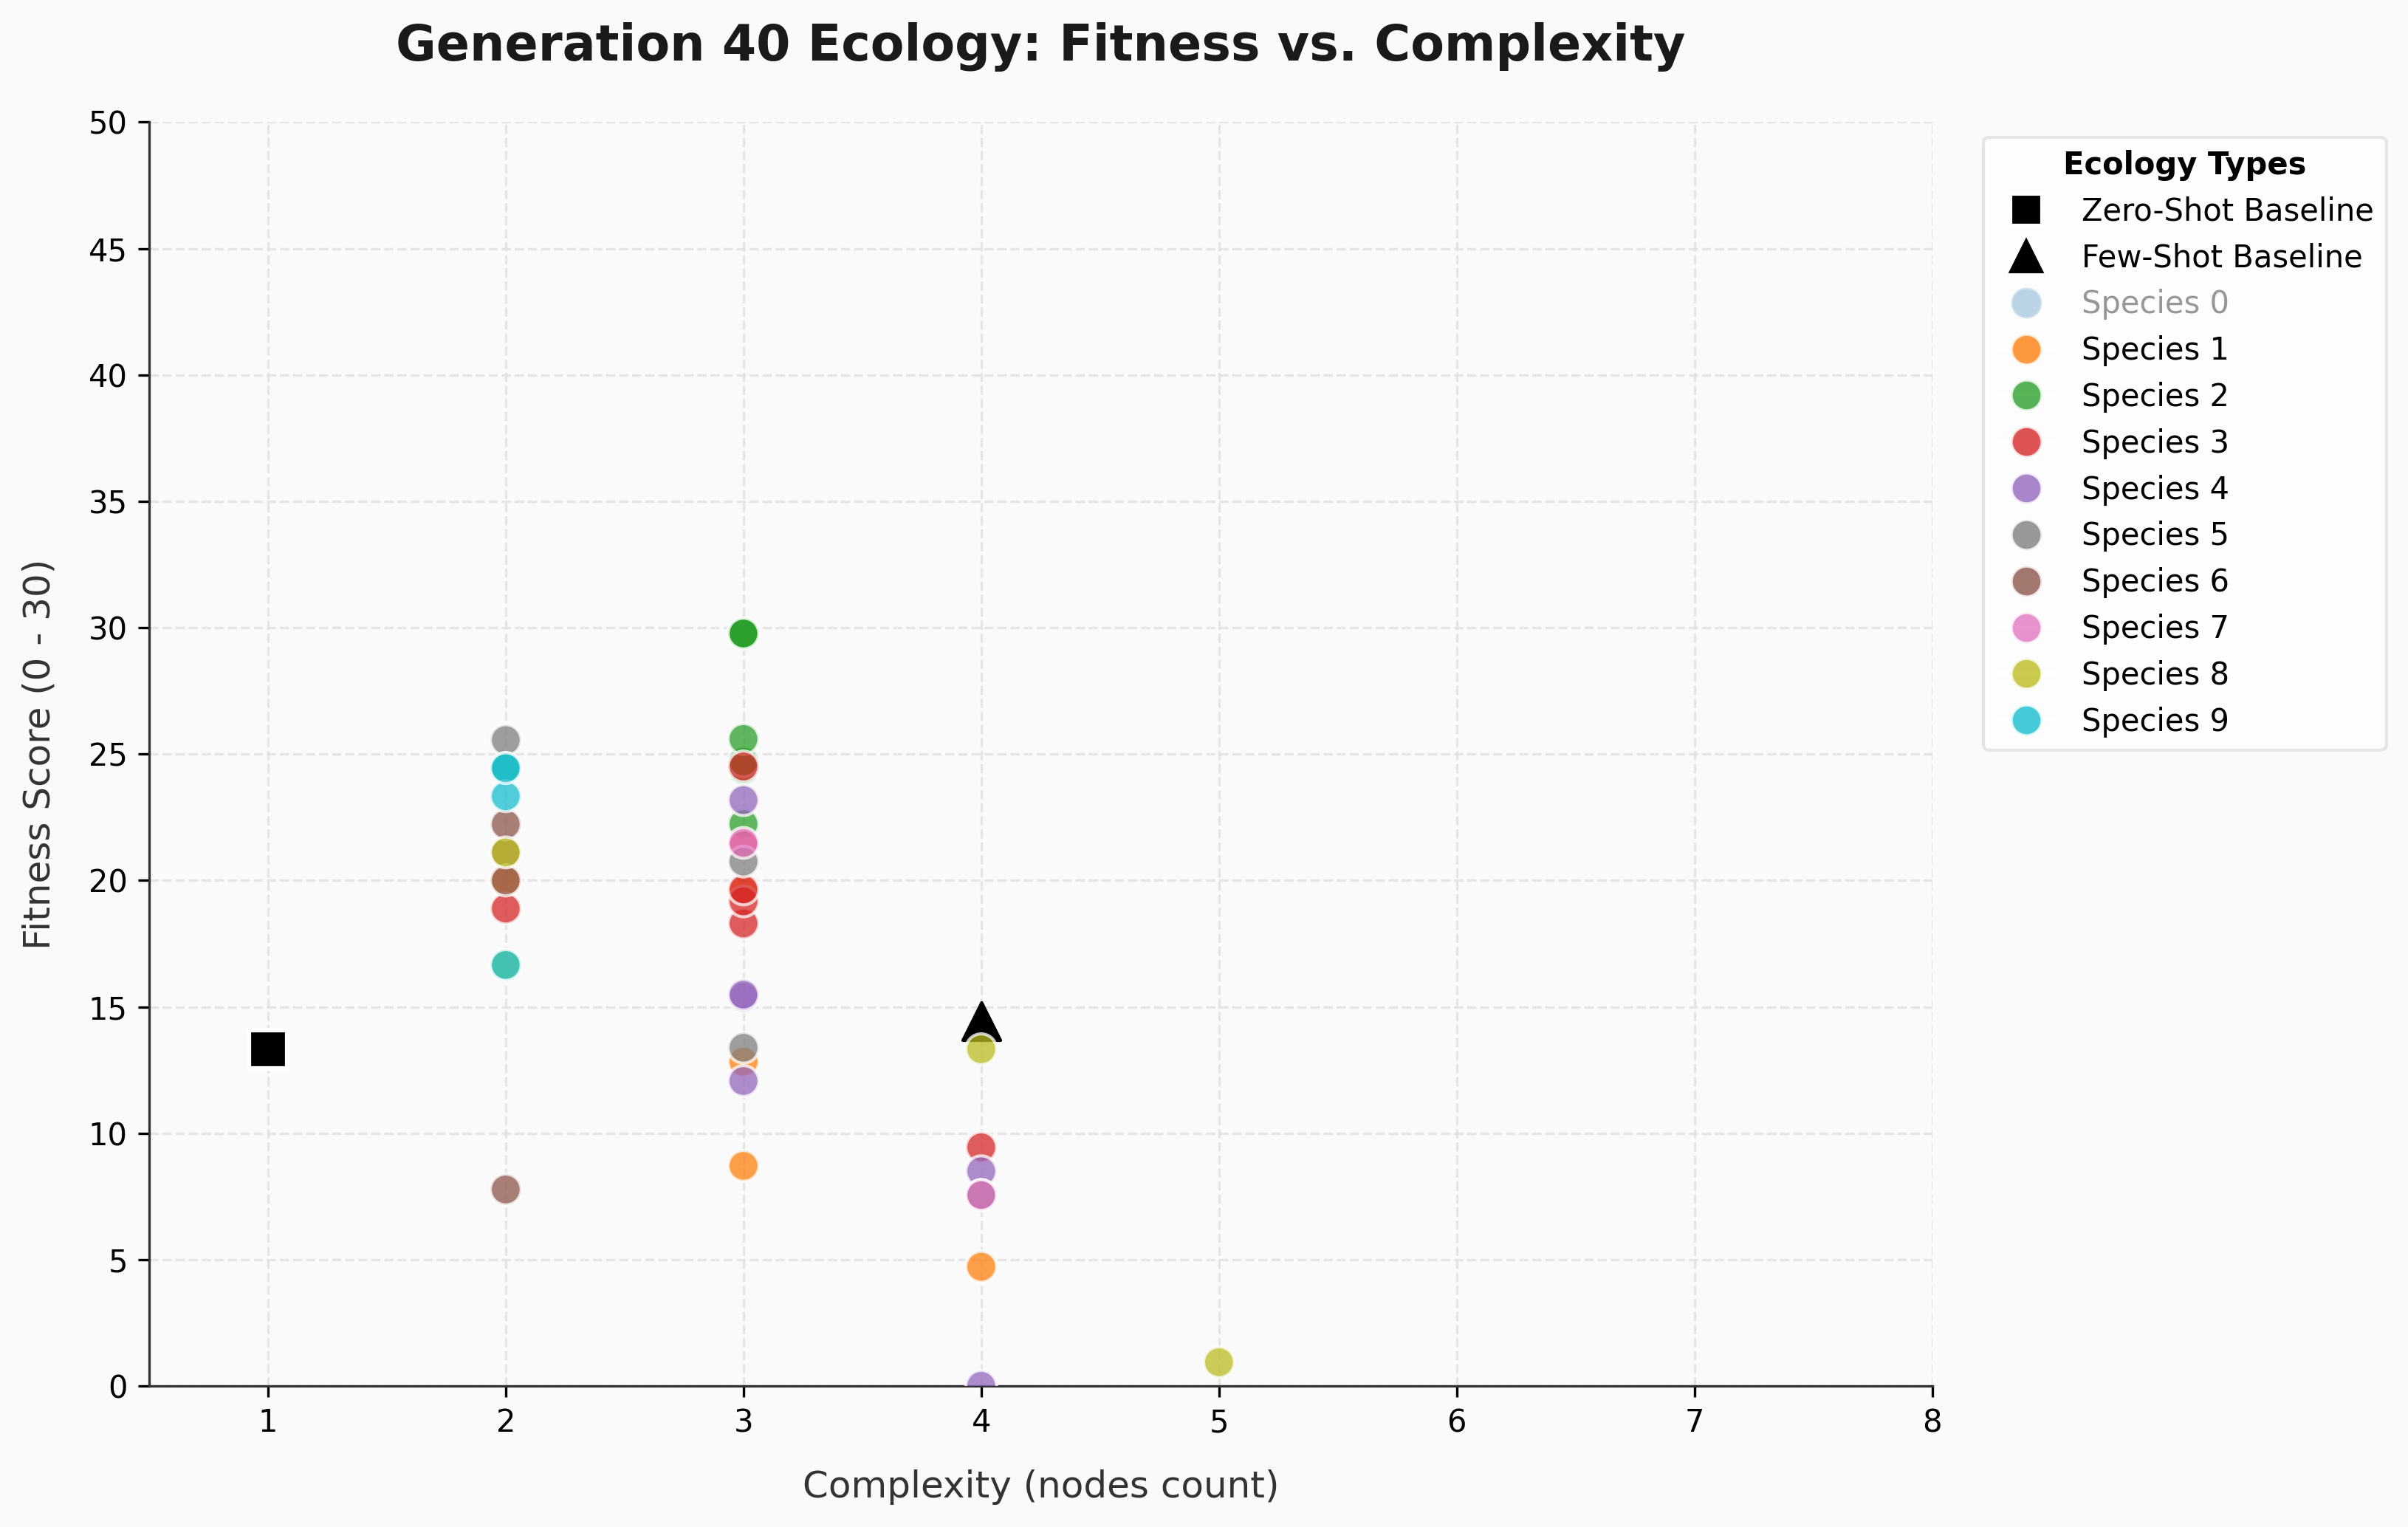 Generation 40 Ecology: Fitness vs. Complexity
Fitness Score (0 - 30)
50
45
40
35
30
25
20
15
10
5
0
1 2 3 4 5 6 7 8
Complexity (nodes count)
Ecology Types
Zero-Shot Baseline
Few-Shot Baseline
Species 0
Species 1
Species 2
Species 3
Species 4
Species 5
Species 6
Species 7
Species 8
Species 9